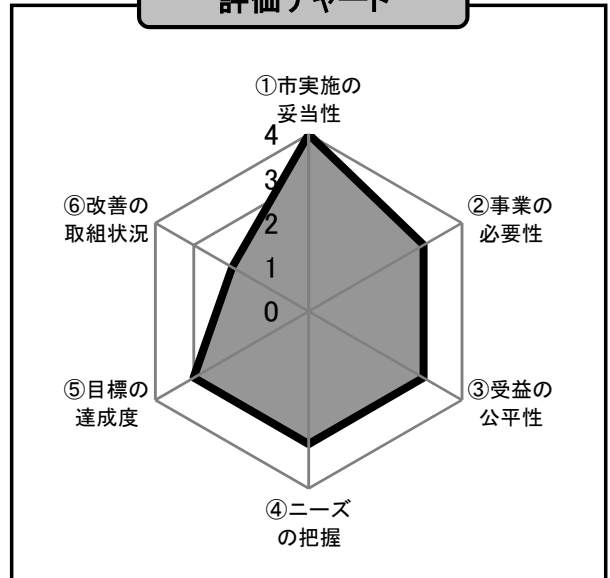 評価チャート
①市実施の
妥当性
4
3
2
1
0
②事業の
必要性
③受益の
公平性
④ニーズ
の把握
⑤目標の
達成度
⑥改善の
取組状況